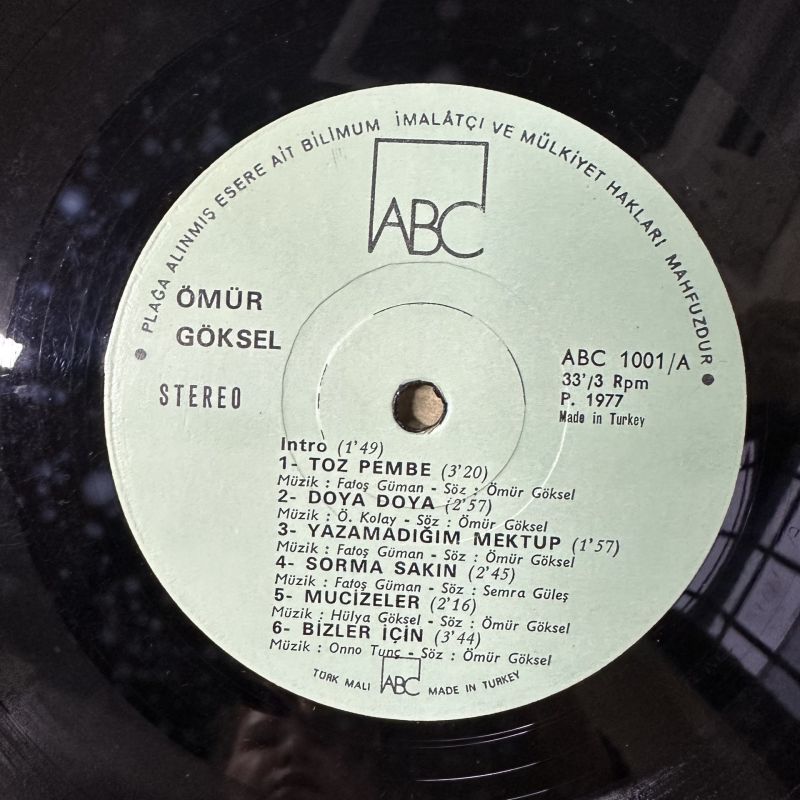 PLAĞA ALINMIŞ ESERE AİT BİLİMUM İMALÂTÇI VE MÜLKİYET HAKLARI MAHFUZDUR
ABC
ÖMÜR
GÖKSEL
STEREO
ABC 1001/A
33'/3 Rpm
P. 1977
Made in Turkey
Intro (1'49)
1- TOZ PEMBE (3'20)
Müzik : Fatoş Güman - Söz : Ömür Göksel
2- DOYA DOYA (2'57)
Müzik : Ö. Kolay - Söz : Ömür Göksel
3- YAZAMADIĞIM MEKTUP (1'57)
Müzik : Fatoş Güman - Söz : Ömür Göksel
4- SORMA SAKIN (2'45)
Müzik : Fatoş Güman - Söz : Semra Güleş
5- MUCİZELER (2'16)
Müzik : Hülya Göksel - Söz : Ömür Göksel
6- BİZLER İÇİN (3'44)
Müzik : Onno Tunç - Söz : Ömür Göksel
TÜRK MALI ABC MADE IN TURKEY